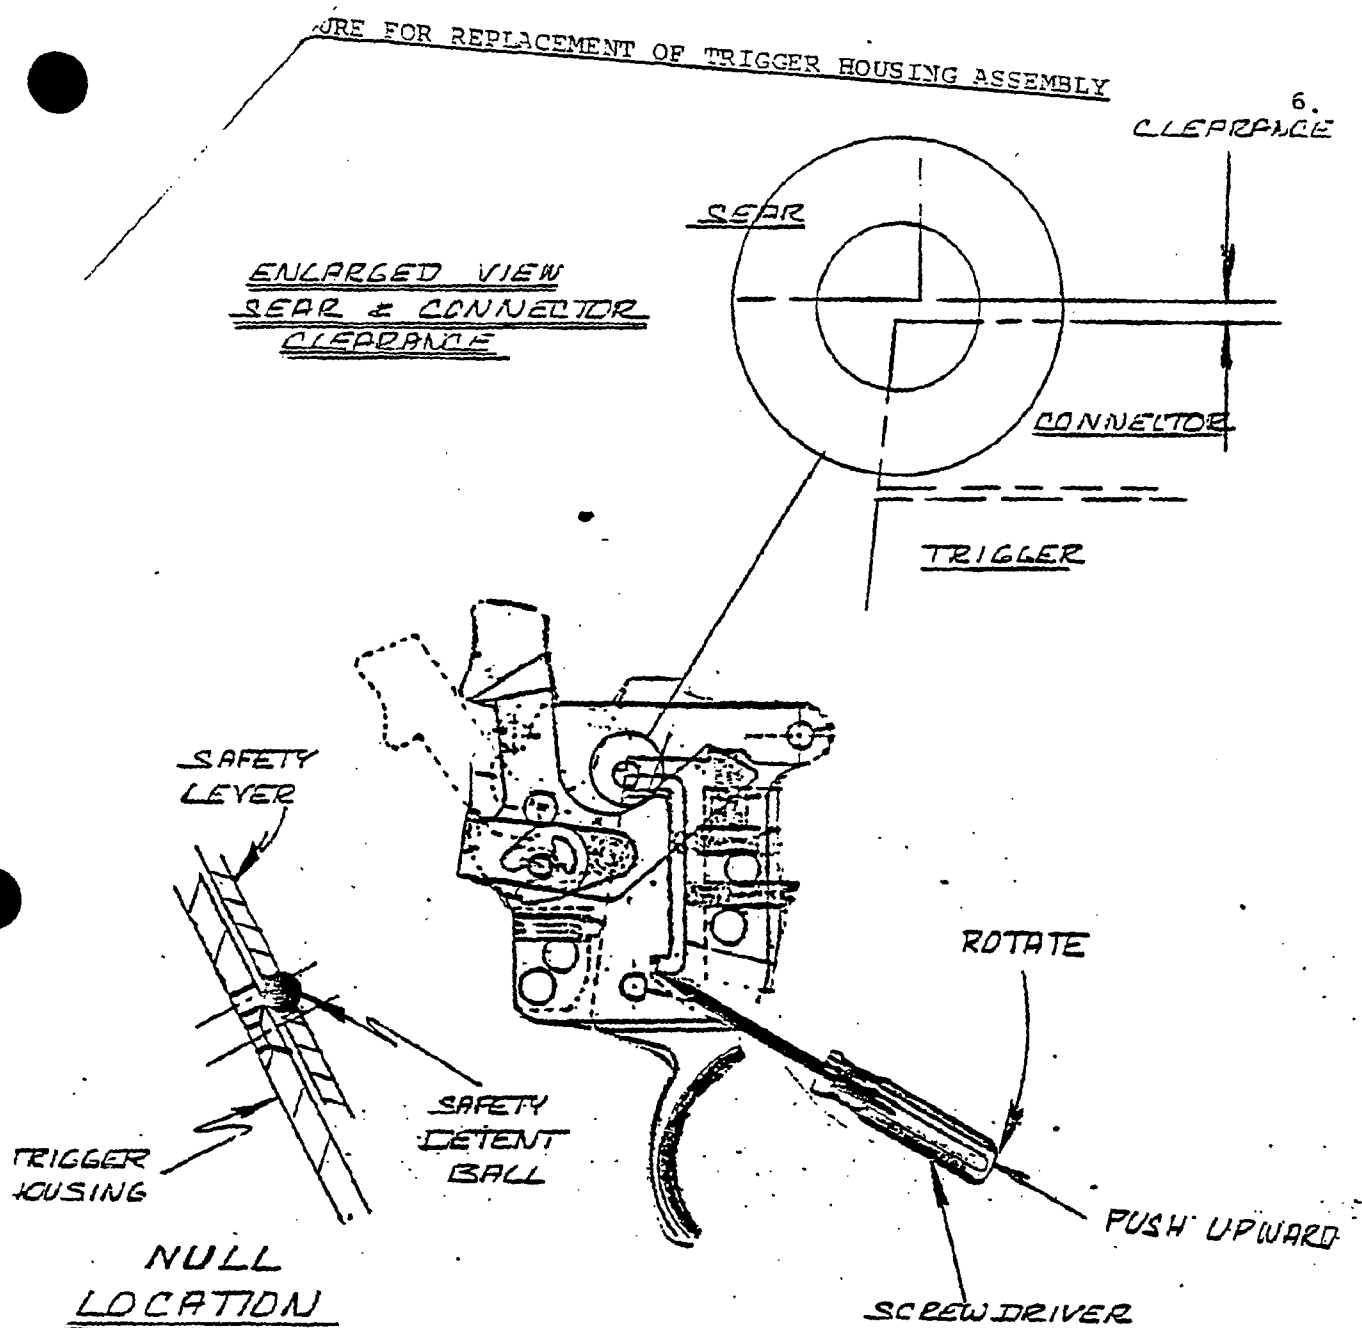 URE FOR REPLACEMENT OF TRIGGER HOUSING ASSEMBLY
6.
CLEARANCE
SEAR
ENLARGED VIEW
SEAR & CONNECTOR
CLEARANCE
CONNECTOR
TRIGGER
SAFETY
LEVER
ROTATE
SAFETY
DETENT
BALL
TRIGGER
HOUSING
PUSH UPWARD
NULL
LOCATION
SCREWDRIVER